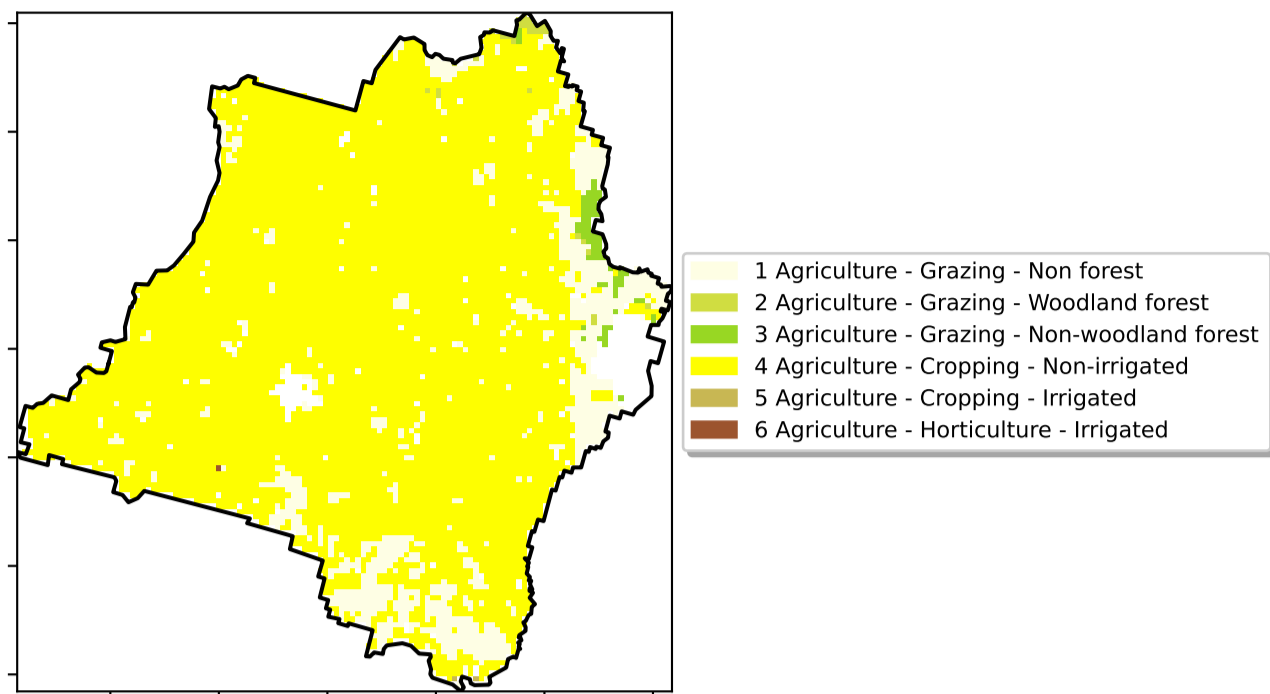 1 Agriculture - Grazing - Non forest
2 Agriculture - Grazing - Woodland forest
3 Agriculture - Grazing - Non-woodland forest
4 Agriculture - Cropping - Non-irrigated
5 Agriculture - Cropping - Irrigated
6 Agriculture - Horticulture - Irrigated